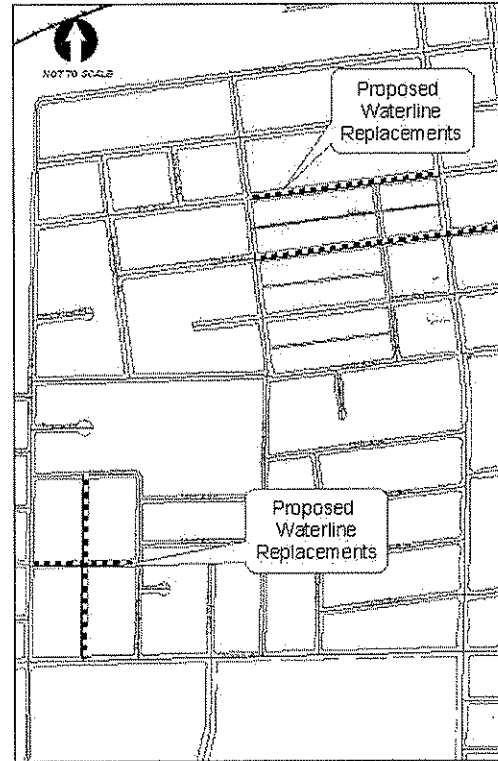 NOT TO SCALE
Proposed
Waterline
Replacements
Proposed
Waterline
Replacements